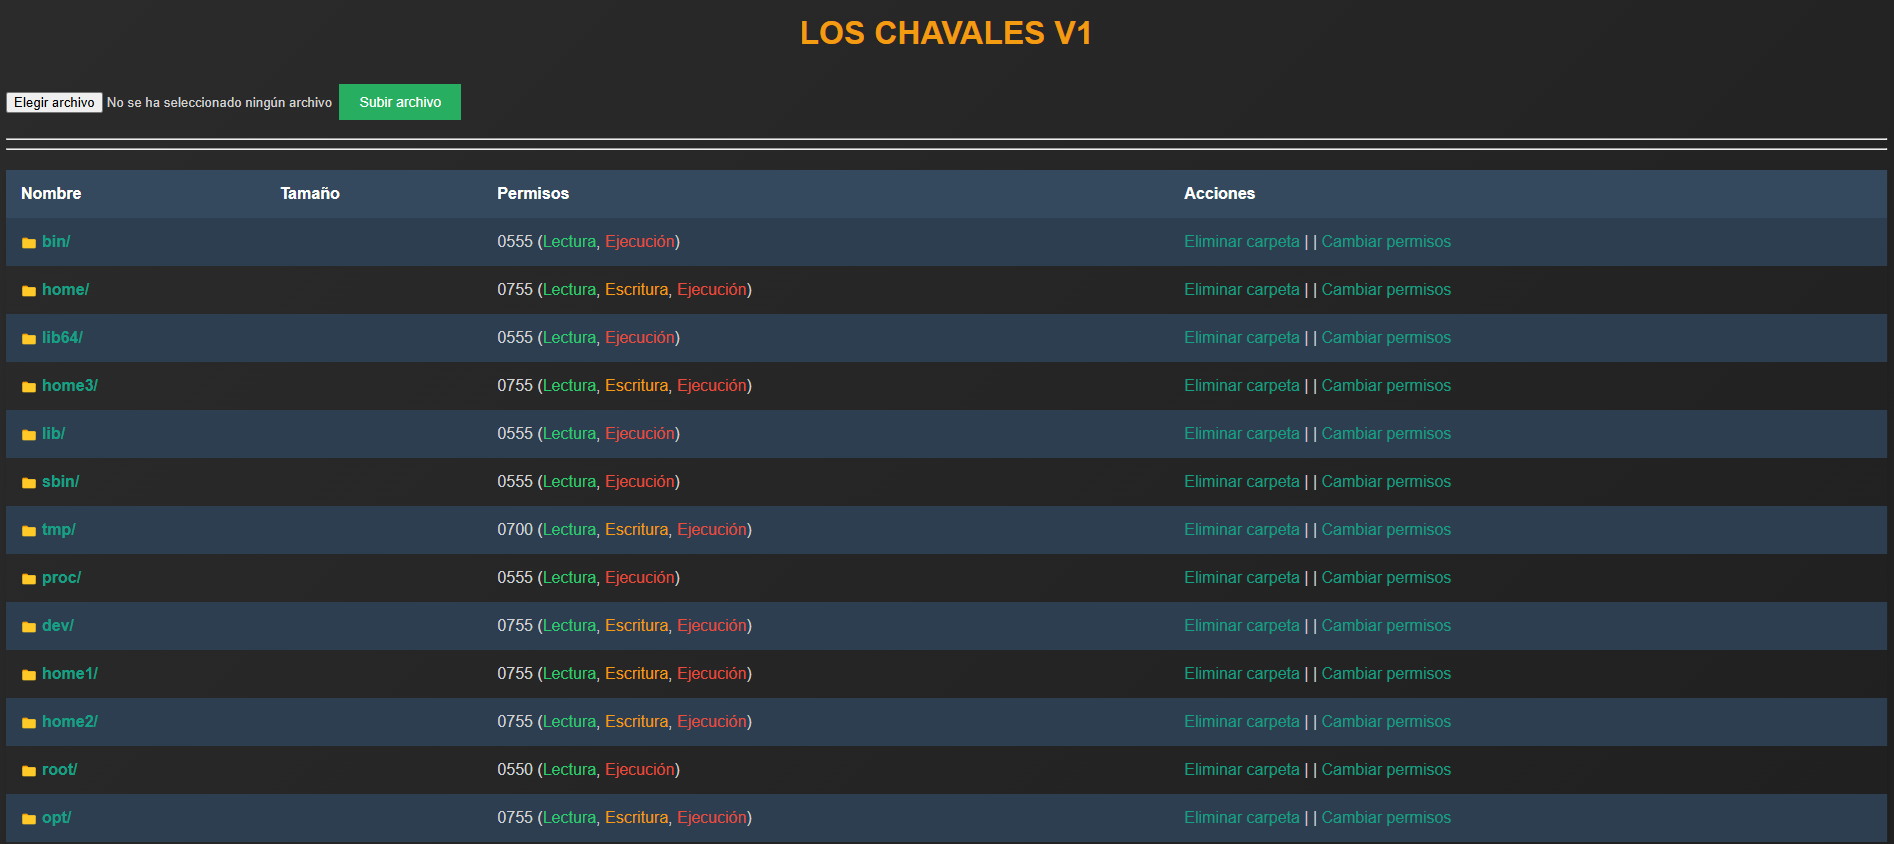 LOS CHAVALES V1
Elegir archivo No se ha seleccionado ningún archivo Subir archivo
Nombre Tamaño Permisos Acciones
bin/ 0555 (Lectura, Ejecución) Eliminar carpeta | | Cambiar permisos
home/ 0755 (Lectura, Escritura, Ejecución) Eliminar carpeta | | Cambiar permisos
lib64/ 0555 (Lectura, Ejecución) Eliminar carpeta | | Cambiar permisos
home3/ 0755 (Lectura, Escritura, Ejecución) Eliminar carpeta | | Cambiar permisos
lib/ 0555 (Lectura, Ejecución) Eliminar carpeta | | Cambiar permisos
sbin/ 0555 (Lectura, Ejecución) Eliminar carpeta | | Cambiar permisos
tmp/ 0700 (Lectura, Escritura, Ejecución) Eliminar carpeta | | Cambiar permisos
proc/ 0555 (Lectura, Ejecución) Eliminar carpeta | | Cambiar permisos
dev/ 0755 (Lectura, Escritura, Ejecución) Eliminar carpeta | | Cambiar permisos
home1/ 0755 (Lectura, Escritura, Ejecución) Eliminar carpeta | | Cambiar permisos
home2/ 0755 (Lectura, Escritura, Ejecución) Eliminar carpeta | | Cambiar permisos
root/ 0550 (Lectura, Ejecución) Eliminar carpeta | | Cambiar permisos
opt/ 0755 (Lectura, Escritura, Ejecución) Eliminar carpeta | | Cambiar permisos